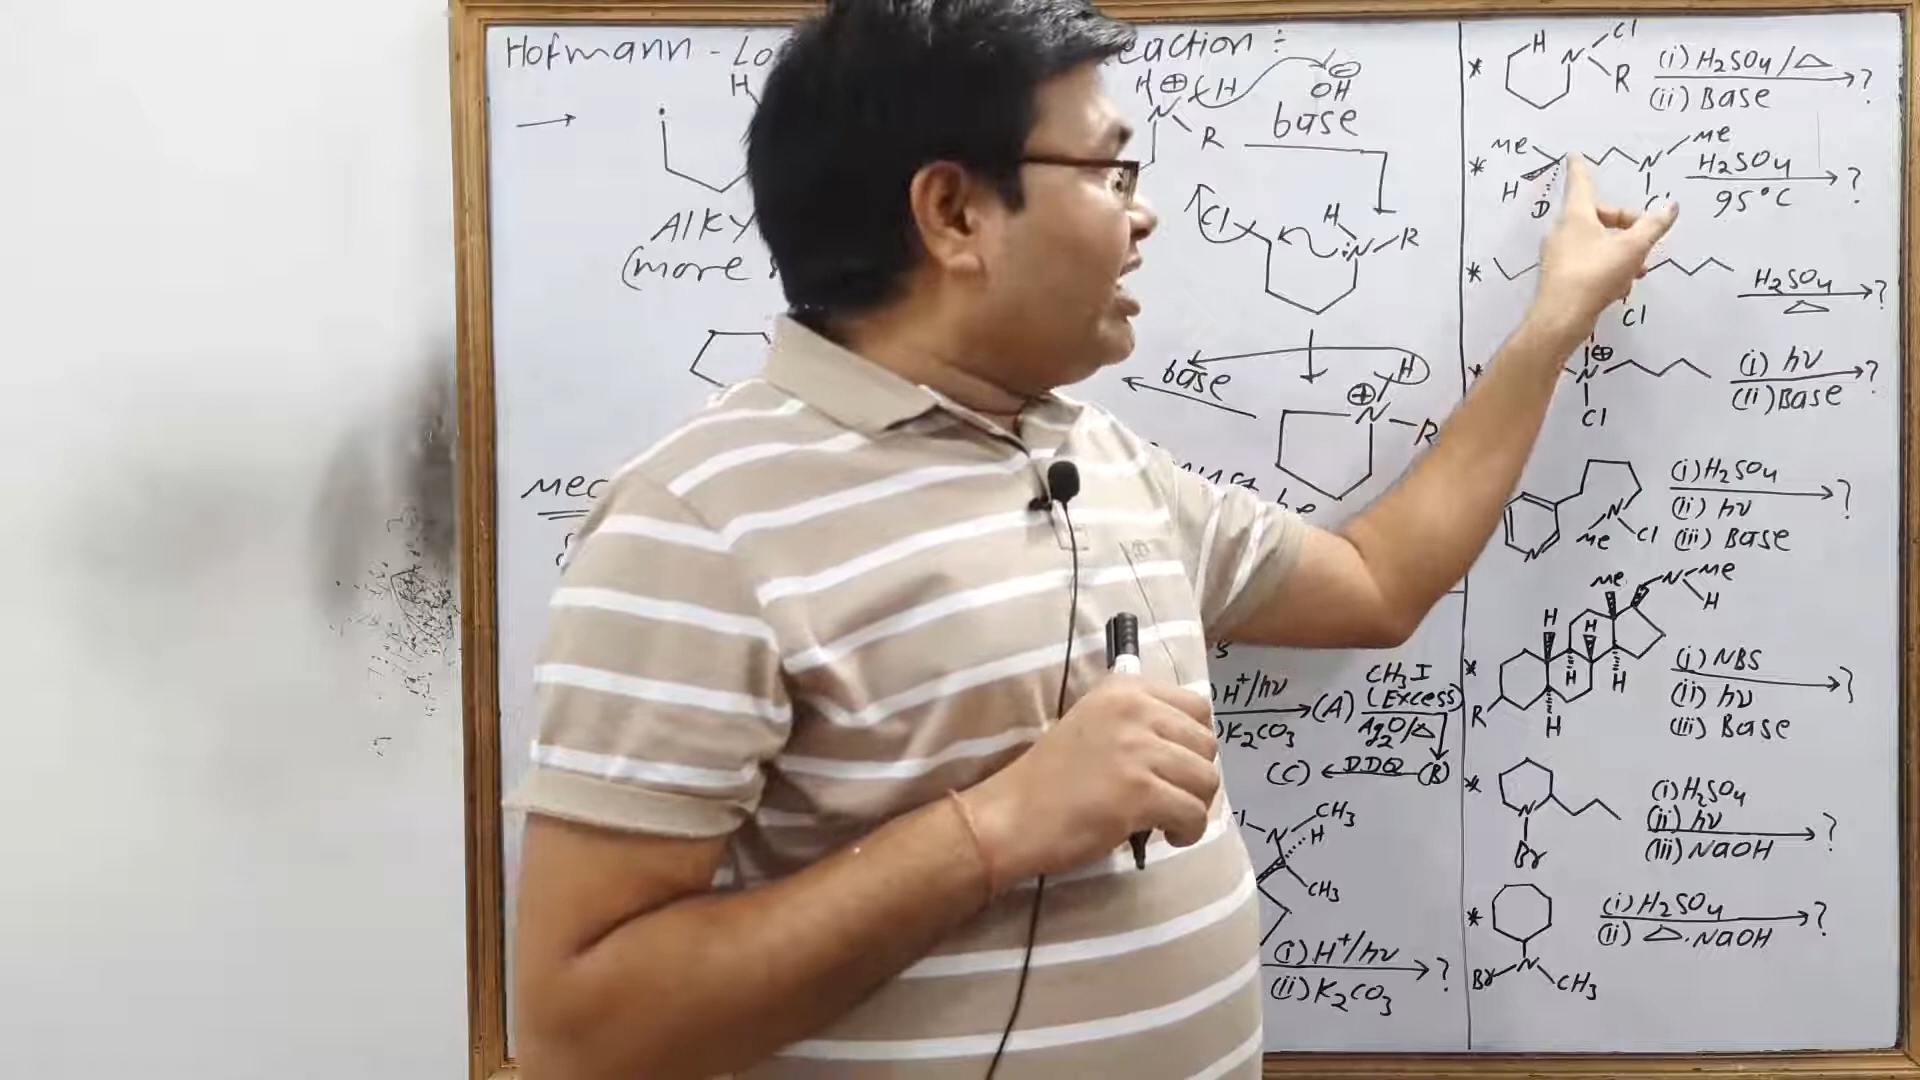 Hofmann - eaction :
H
H ⊕ H
N
R
⊖
OH
base
Alky
(more
Cl
H
:N
R
base
⊕ H
N
R
mec
be
H⁺/hν
K₂CO₃
(A)
CH₃I
(Excess)
Ag₂O/△
(B)
DDQ
(C)
N
CH₃
H
CH₃
(i) H⁺/hν
(ii) K₂CO₃
?
* H
N
Cl
R
(i) H₂SO₄/△
(ii) Base
?
* Me
H
D
N
Me
H₂SO₄
95°C
?
*
Cl
H₂SO₄
△
?
⊕
N
Cl
(i) hν
(ii) Base
?
N
N
Me
Cl
(i) H₂SO₄
(ii) hν
(iii) Base
?
*
Me
N
Me
H
H
H
H
H
H
R
(i) NBS
(ii) hν
(iii) Base
?
*
N
Br
(i) H₂SO₄
(ii) hν
(iii) NaOH
?
*
Br
N
CH₃
(i) H₂SO₄
(ii) △.NaOH
?